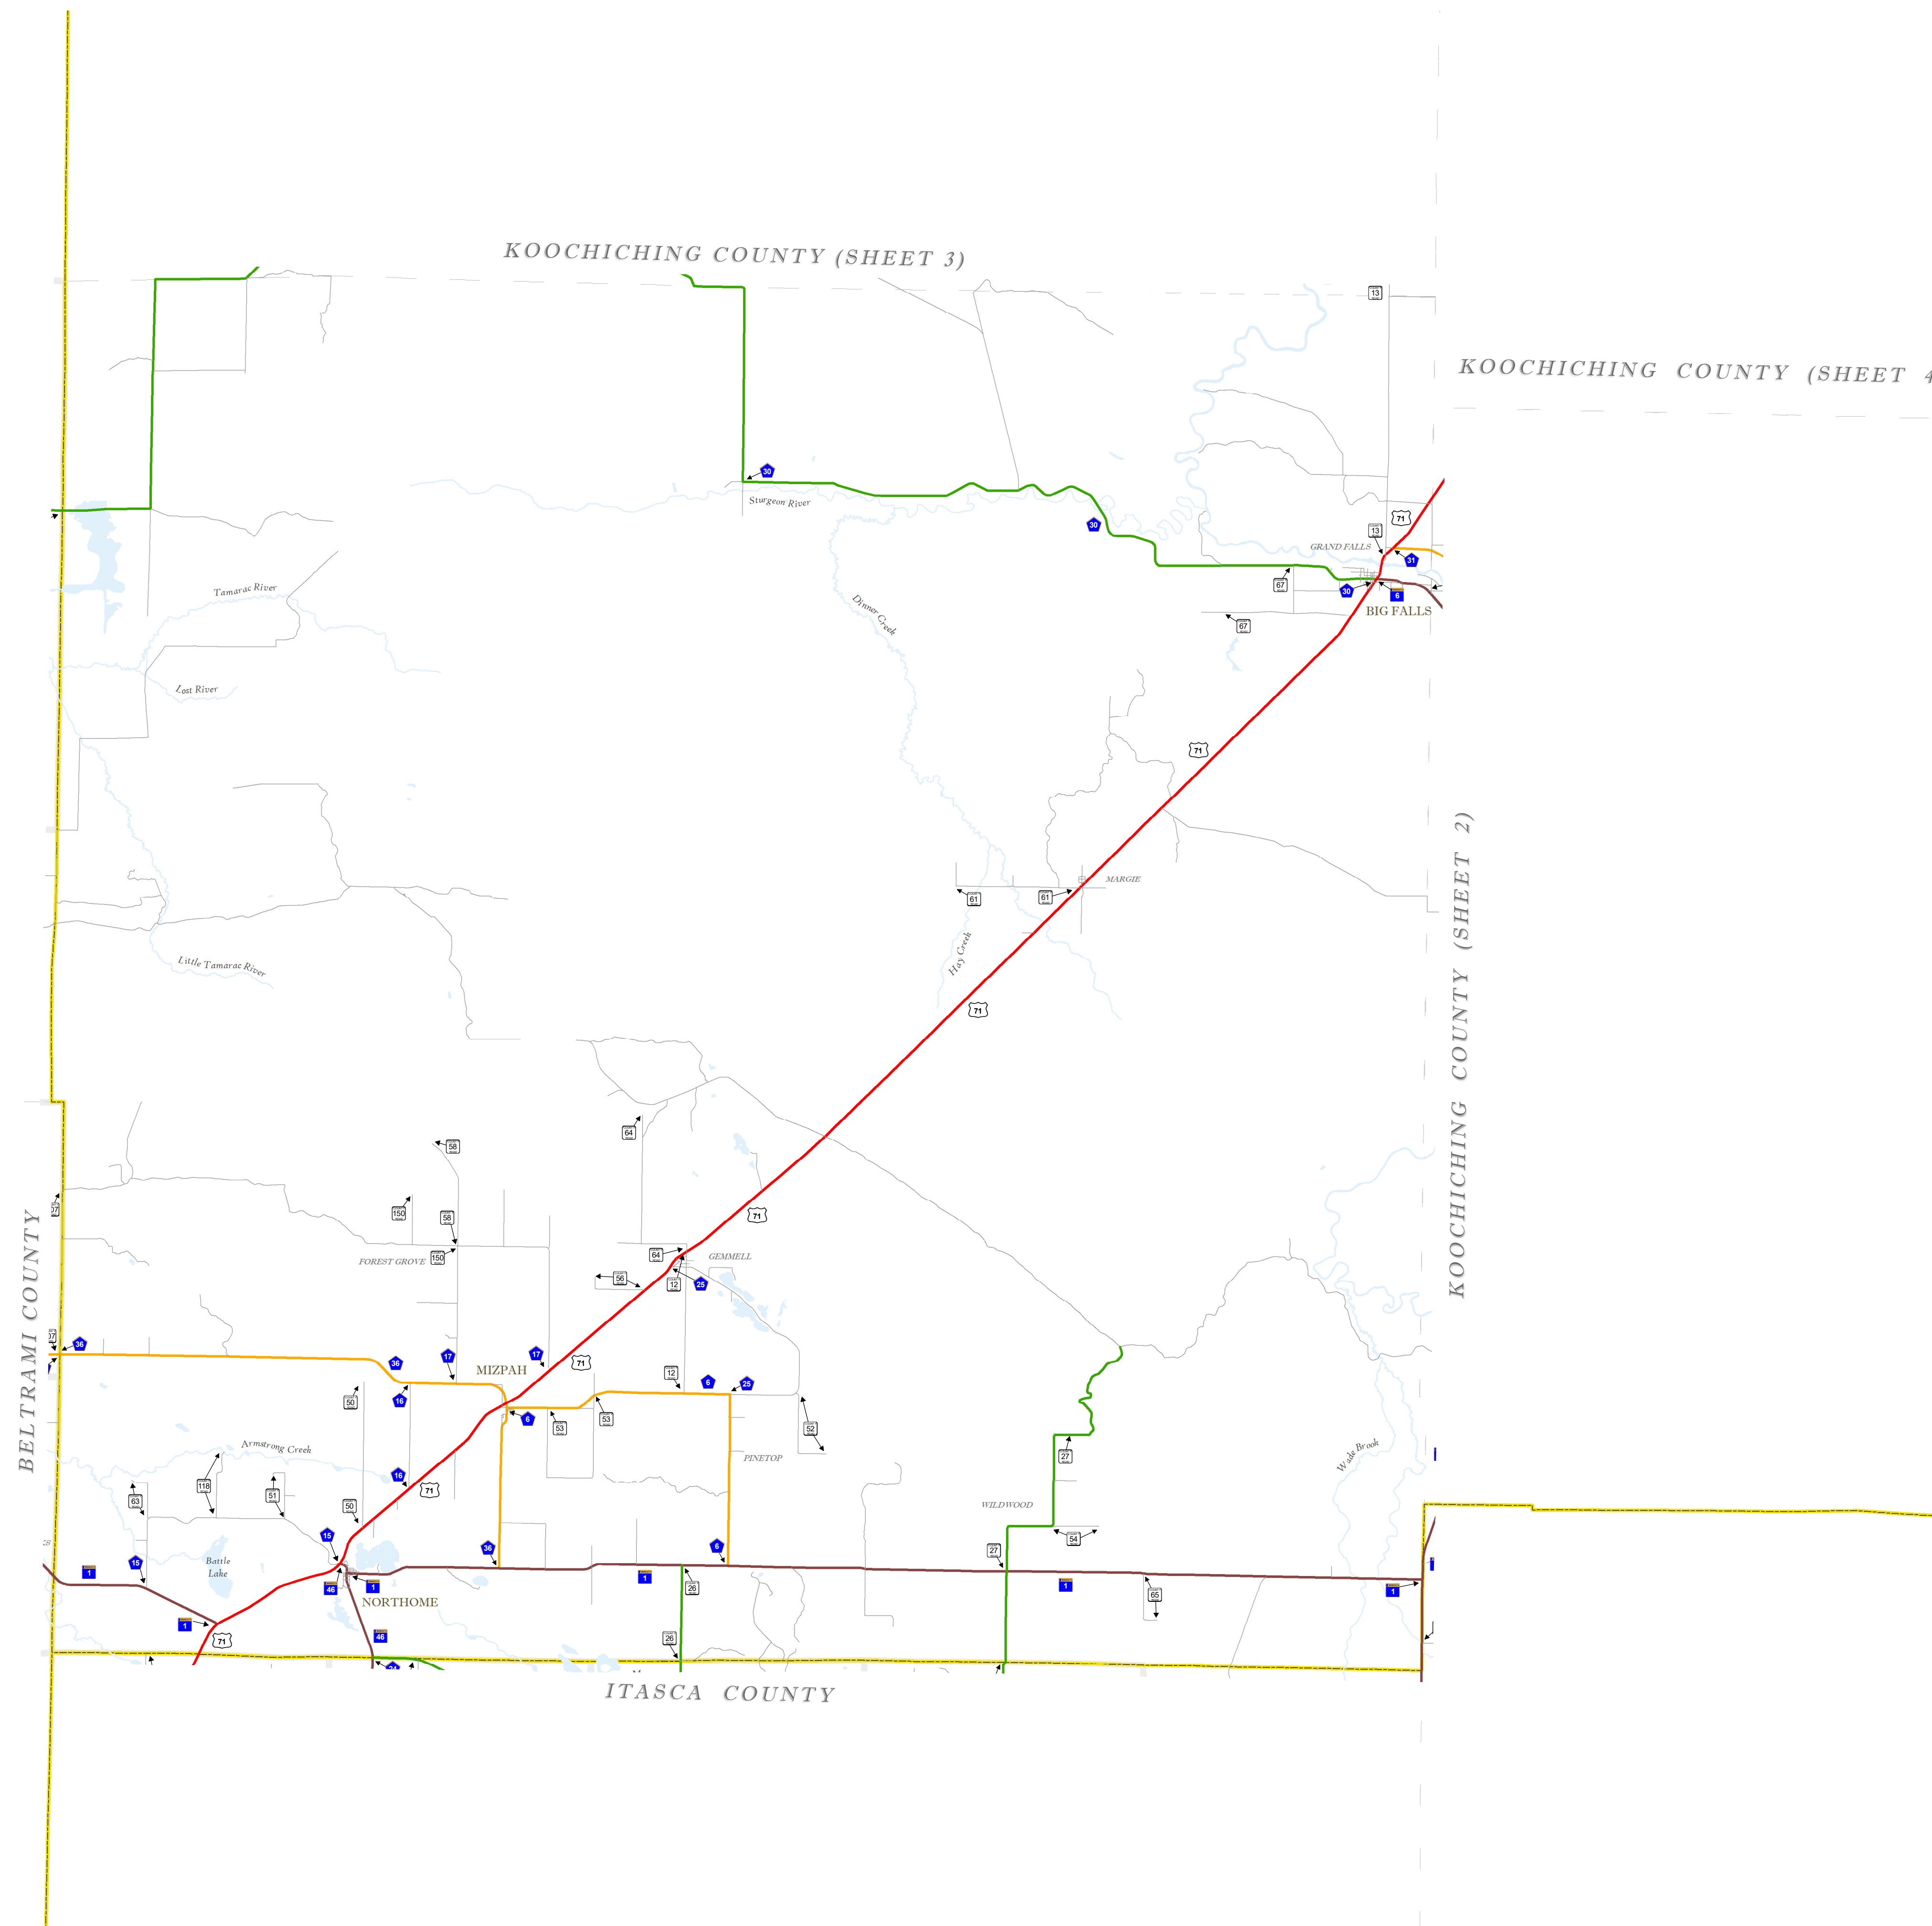 KOOCHICHING COUNTY (SHEET 3)
13
KOOCHICHING COUNTY (SHEET 4
30
Sturgeon River
30
71
13
GRAND FALLS
31
67
30
6
BIG FALLS
Tamarac River
Dinner Creek
67
Lost River
71
KOOCHICHING COUNTY (SHEET 2)
MARGIE
61
61
Hay Creek
Little Tamarac River
71
64
58
150
58
71
64
GEMMELL
150
FOREST GROVE
56
12
25
BELTRAMI COUNTY
07
07
36
36
17
17
71
MIZPAH
12
6
25
16
50
6
53
53
52
Armstrong Creek
PINETOP
27
Wade Brook
16
71
118
51
63
50
WILDWOOD
15
54
36
6
27
15
Battle
Lake
1
46
1
1
26
1
65
1
NORTHOME
1
71
46
26
ITASCA COUNTY